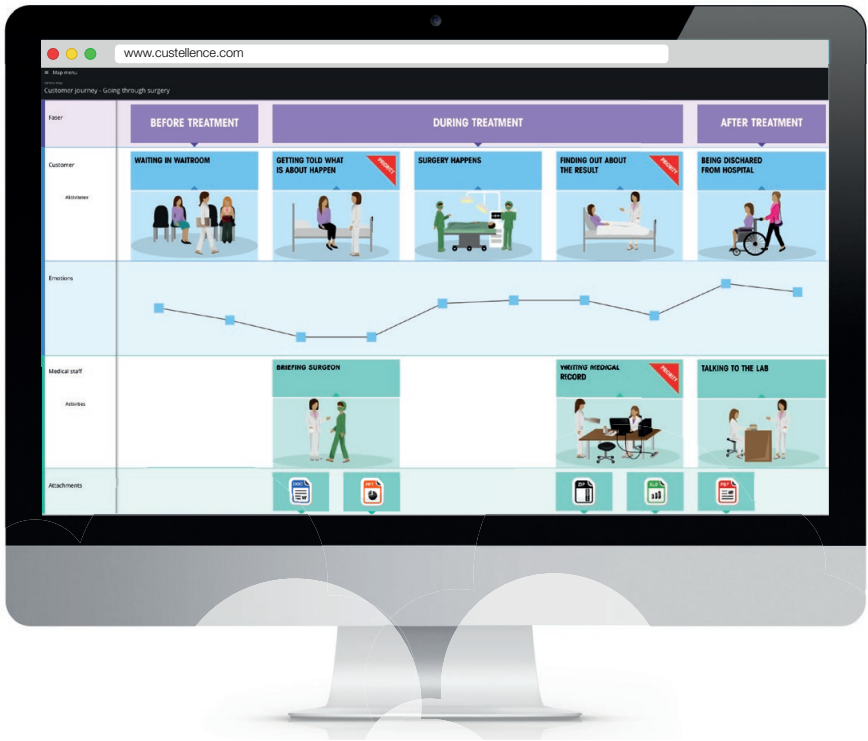 www.custellence.com
≡ Map menu
Customer journey - Going through surgery
Faser
BEFORE TREATMENT
DURING TREATMENT
AFTER TREATMENT
Customer
WAITING IN WAITROOM
GETTING TOLD WHAT
IS ABOUT HAPPEN
PRIORITY
SURGERY HAPPENS
FINDING OUT ABOUT
THE RESULT
PRIORITY
BEING DISCHARED
FROM HOSPITAL
Aktiviteter
Emotions
Medical staff
BRIEFING SURGEON
WRITING MEDICAL
RECORD
PRIORITY
TALKING TO THE LAB
Activities
Attachments
DOC
PPT
ZIP
XLS
PDF